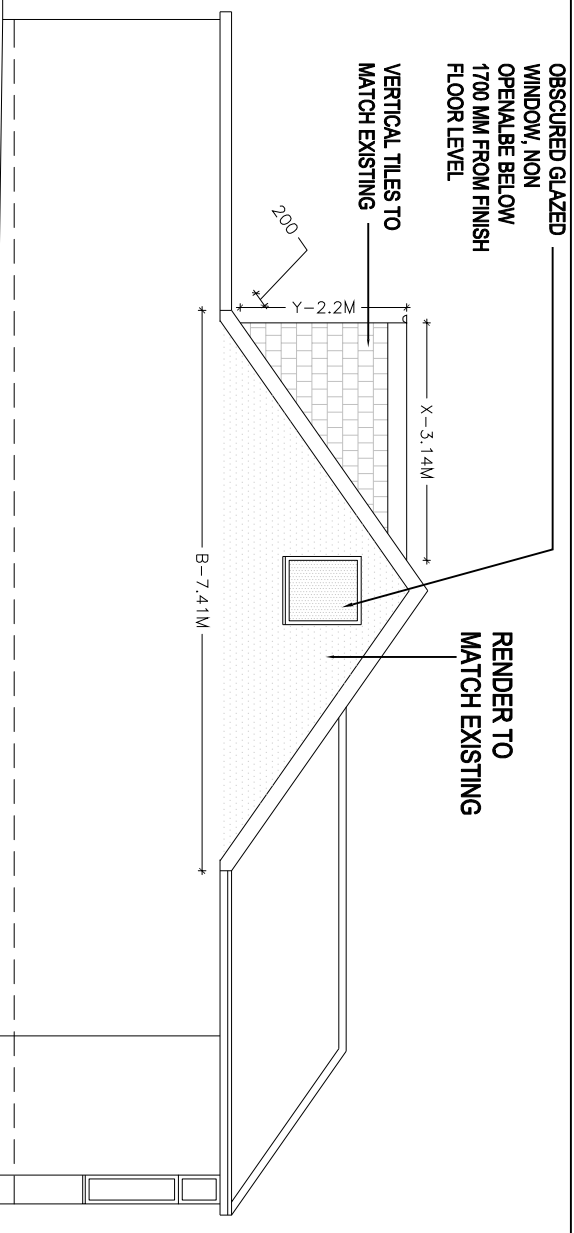 OBSCURED GLAZED
WINDOW, NON
OPENALBE BELOW
1700 MM FROM FINISH
FLOOR LEVEL
VERTICAL TILES TO
MATCH EXISTING
200
Y-2.2M
X-3.14M
B-7.41M
RENDER TO
MATCH EXISTING